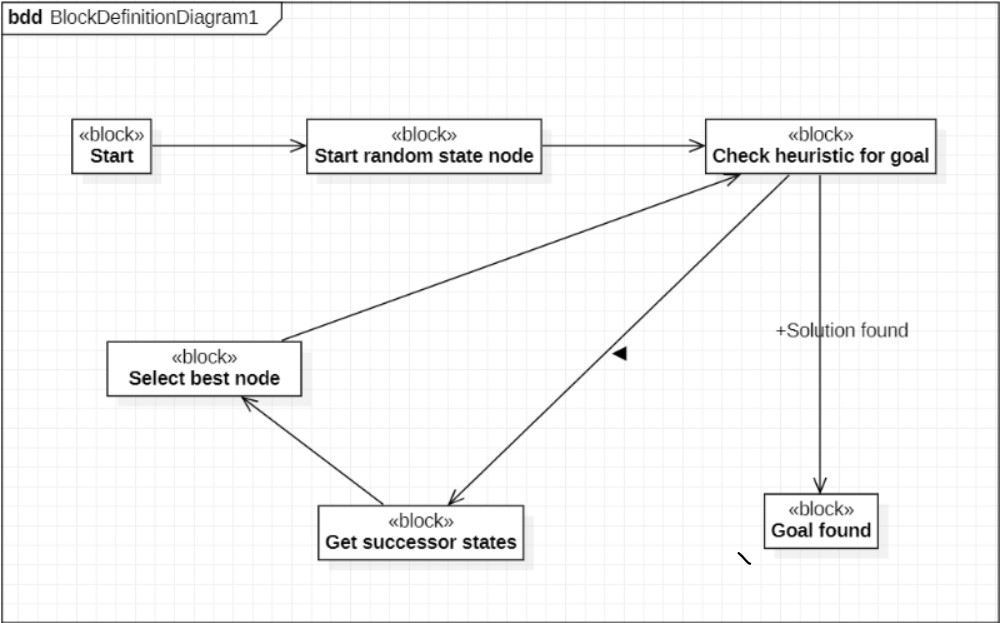 bdd BlockDefinitionDiagram1
«block»
Start
«block»
Start random state node
«block»
Check heuristic for goal
+Solution found
«block»
Select best node
«block»
Get successor states
«block»
Goal found